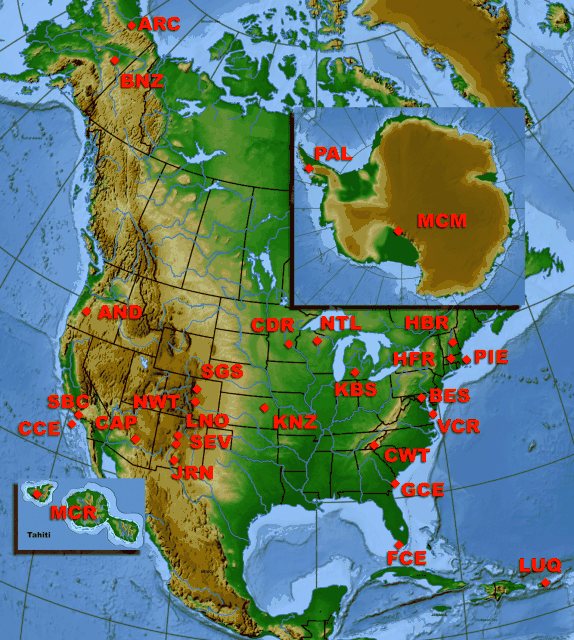 ARC
BNZ
PAL
MCM
AND
CDR
NTL
HBR
HFR
PIE
SGS
KBS
SBC
NWT
BES
CCE
CAP
LNO
KNZ
VCR
SEV
CWT
JRN
GCE
MCR
Tahiti
FCE
LUQ